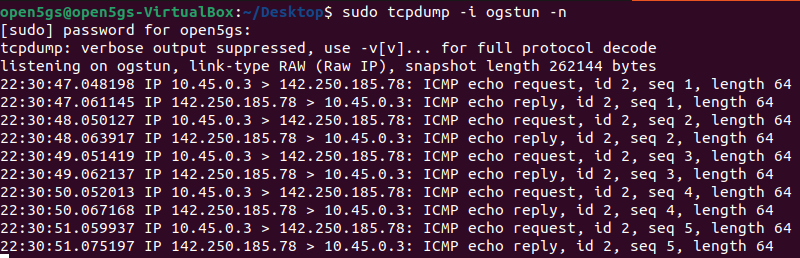 open5gs@open5gs-VirtualBox:~/Desktop$ sudo tcpdump -i ogstun -n
[sudo] password for open5gs:
tcpdump: verbose output suppressed, use -v[v]... for full protocol decode
listening on ogstun, link-type RAW (Raw IP), snapshot length 262144 bytes
22:30:47.048198 IP 10.45.0.3 > 142.250.185.78: ICMP echo request, id 2, seq 1, length 64
22:30:47.061145 IP 142.250.185.78 > 10.45.0.3: ICMP echo reply, id 2, seq 1, length 64
22:30:48.050127 IP 10.45.0.3 > 142.250.185.78: ICMP echo request, id 2, seq 2, length 64
22:30:48.063917 IP 142.250.185.78 > 10.45.0.3: ICMP echo reply, id 2, seq 2, length 64
22:30:49.051419 IP 10.45.0.3 > 142.250.185.78: ICMP echo request, id 2, seq 3, length 64
22:30:49.062137 IP 142.250.185.78 > 10.45.0.3: ICMP echo reply, id 2, seq 3, length 64
22:30:50.052013 IP 10.45.0.3 > 142.250.185.78: ICMP echo request, id 2, seq 4, length 64
22:30:50.067168 IP 142.250.185.78 > 10.45.0.3: ICMP echo reply, id 2, seq 4, length 64
22:30:51.059937 IP 10.45.0.3 > 142.250.185.78: ICMP echo request, id 2, seq 5, length 64
22:30:51.075197 IP 142.250.185.78 > 10.45.0.3: ICMP echo reply, id 2, seq 5, length 64